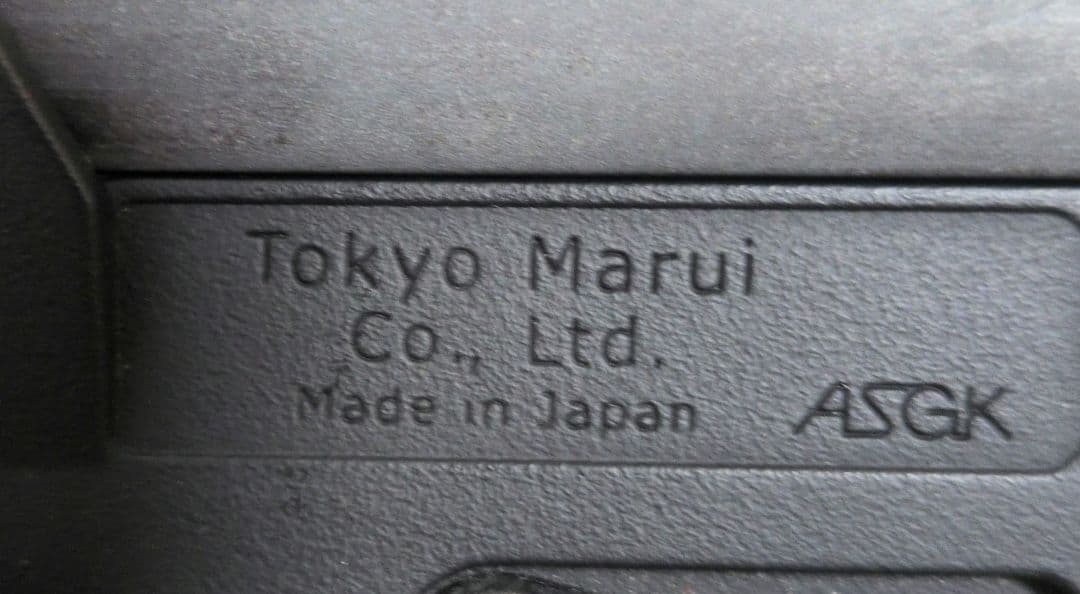 Tokyo Marui
Co., Ltd.
Made in Japan
ASGK